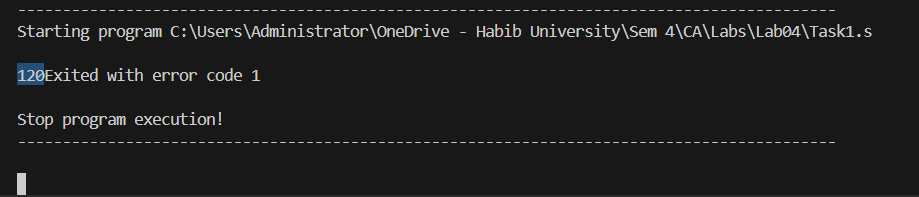 -------------------------------------------------------------------------------------------
Starting program C:\Users\Administrator\OneDrive - Habib University\Sem 4\CA\Labs\Lab04\Task1.s
120Exited with error code 1
Stop program execution!
-------------------------------------------------------------------------------------------